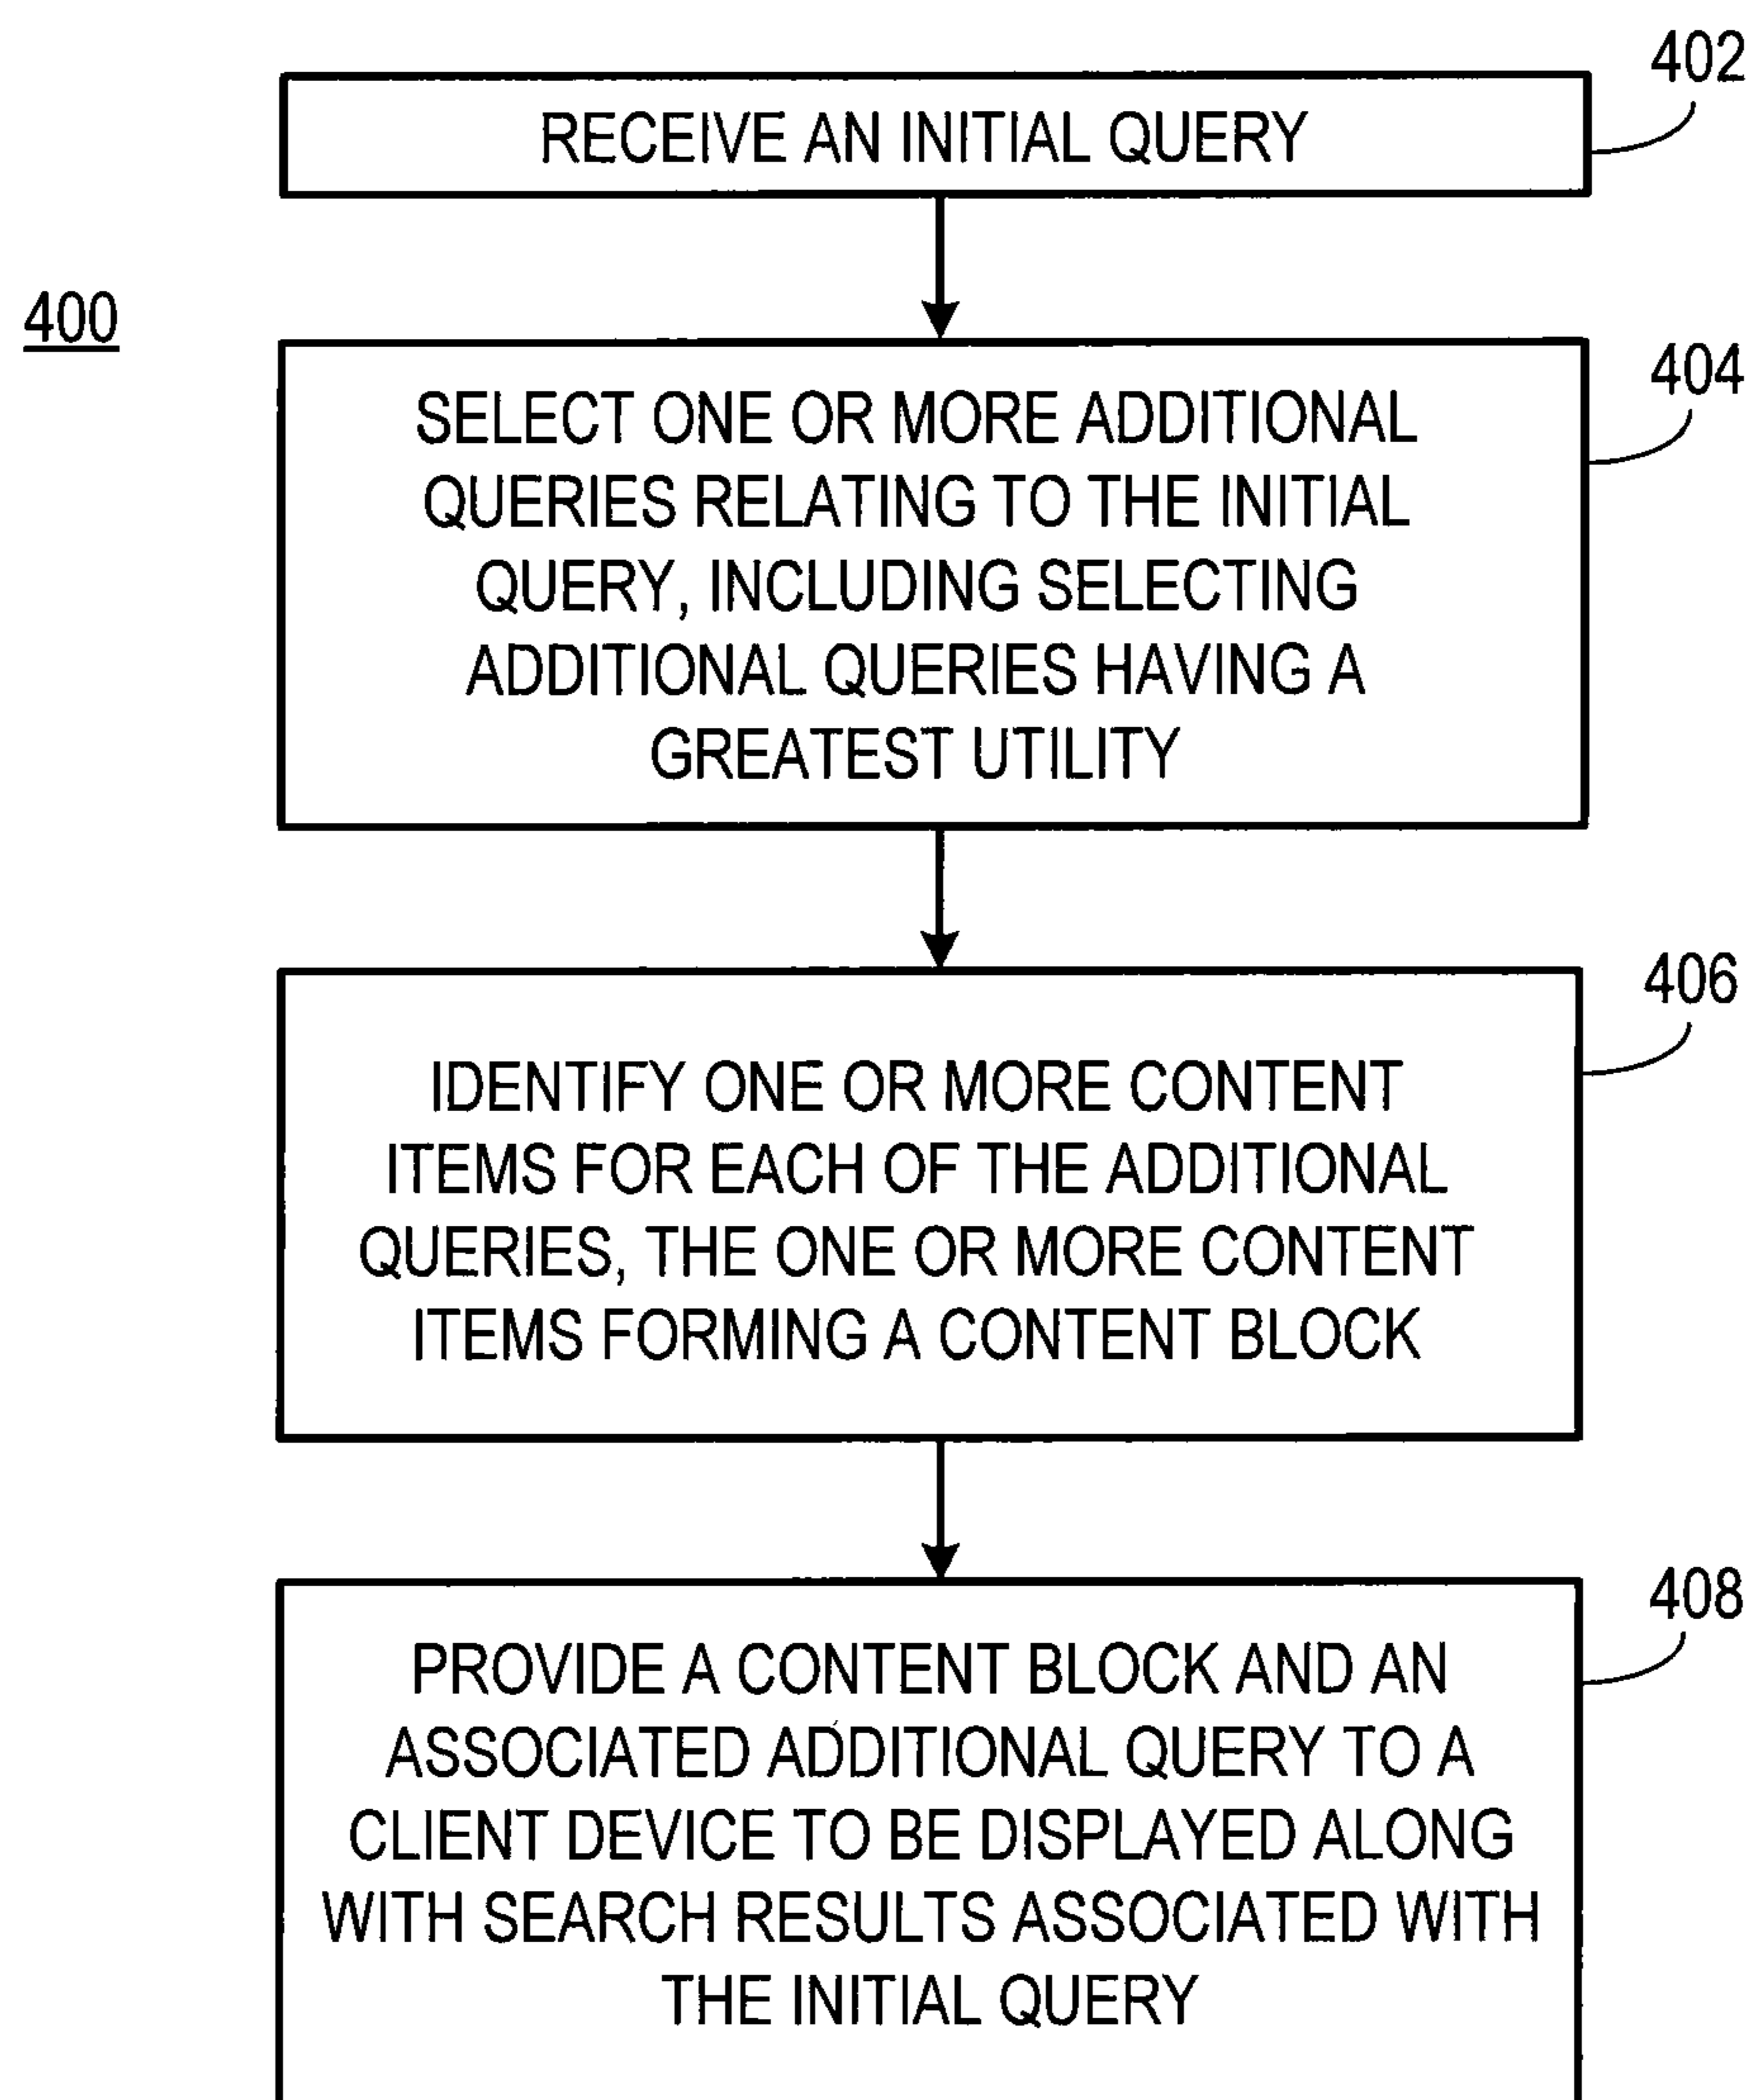 402
RECEIVE AN INITIAL QUERY
400
404
SELECT ONE OR MORE ADDITIONAL
QUERIES RELATING TO THE INITIAL
QUERY, INCLUDING SELECTING
ADDITIONAL QUERIES HAVING A
GREATEST UTILITY
406
IDENTIFY ONE OR MORE CONTENT
ITEMS FOR EACH OF THE ADDITIONAL
QUERIES, THE ONE OR MORE CONTENT
ITEMS FORMING A CONTENT BLOCK
408
PROVIDE A CONTENT BLOCK AND AN
ASSOCIATED ADDITIONAL QUERY TO A
CLIENT DEVICE TO BE DISPLAYED ALONG
WITH SEARCH RESULTS ASSOCIATED WITH
THE INITIAL QUERY